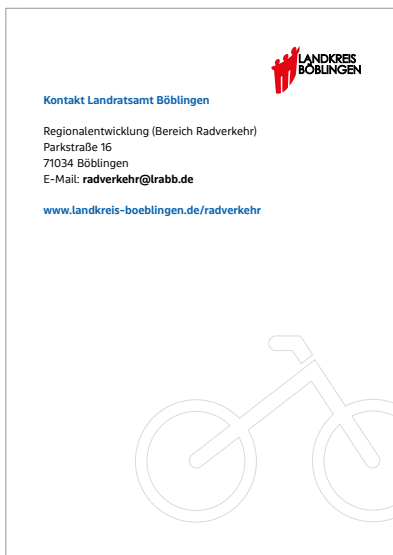 LANDKREIS
BÖBLINGEN
Kontakt Landratsamt Böblingen
Regionalentwicklung (Bereich Radverkehr)
Parkstraße 16
71034 Böblingen
E-Mail: radverkehr@lrabb.de
www.landkreis-boeblingen.de/radverkehr